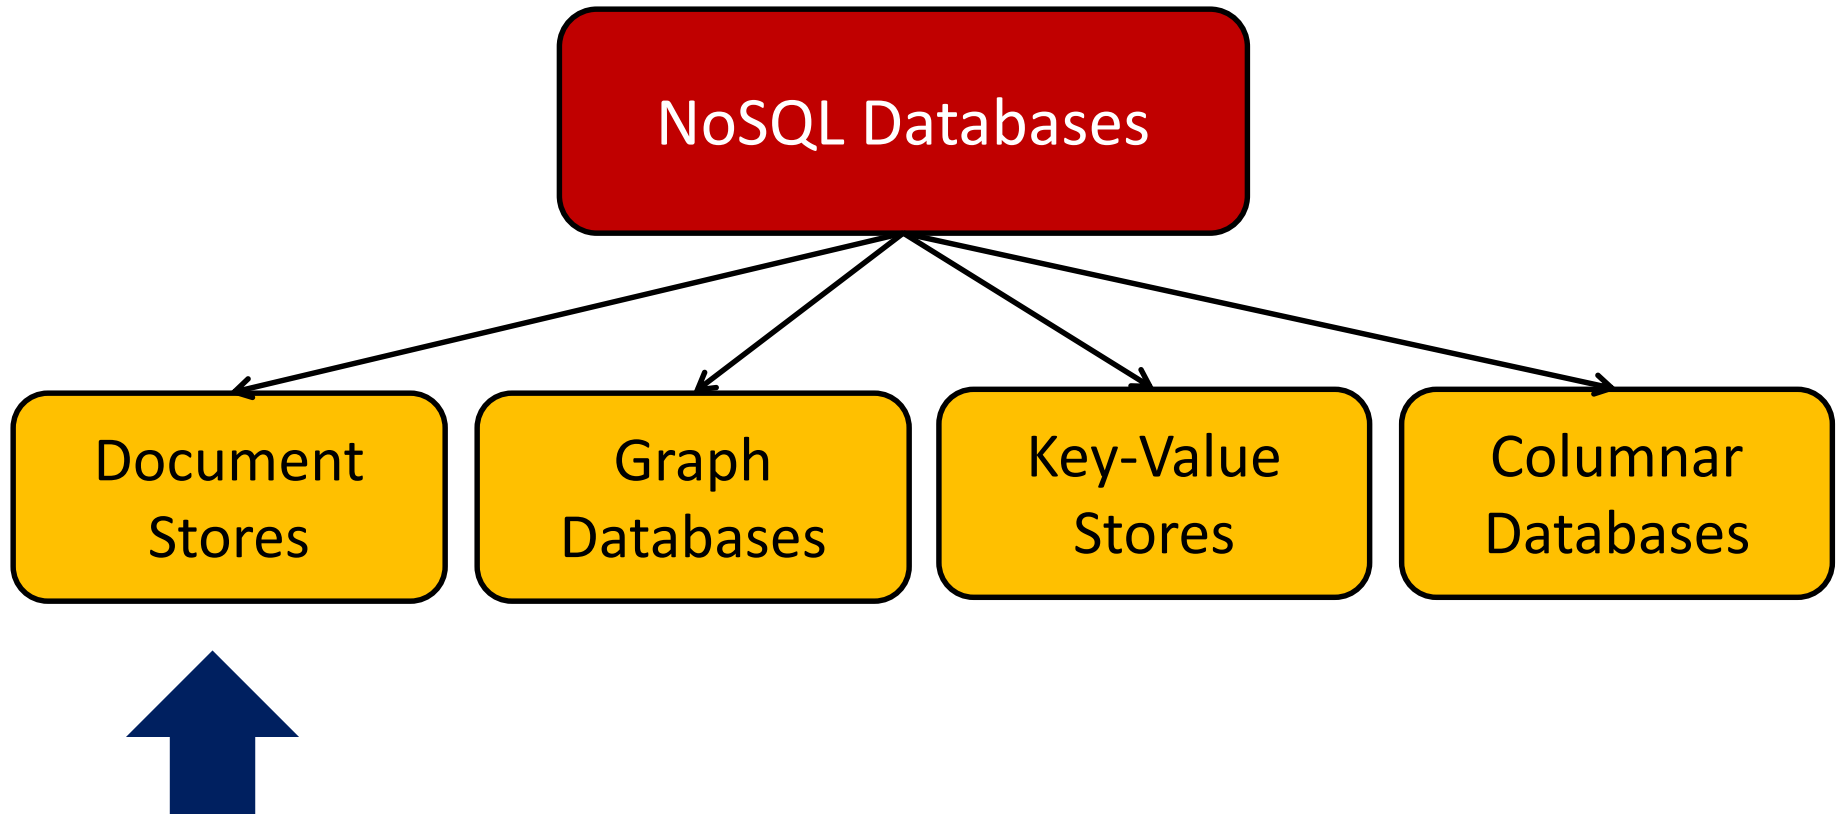 NoSQL Databases
Document
Stores
Graph
Databases
Key-Value
Stores
Columnar
Databases